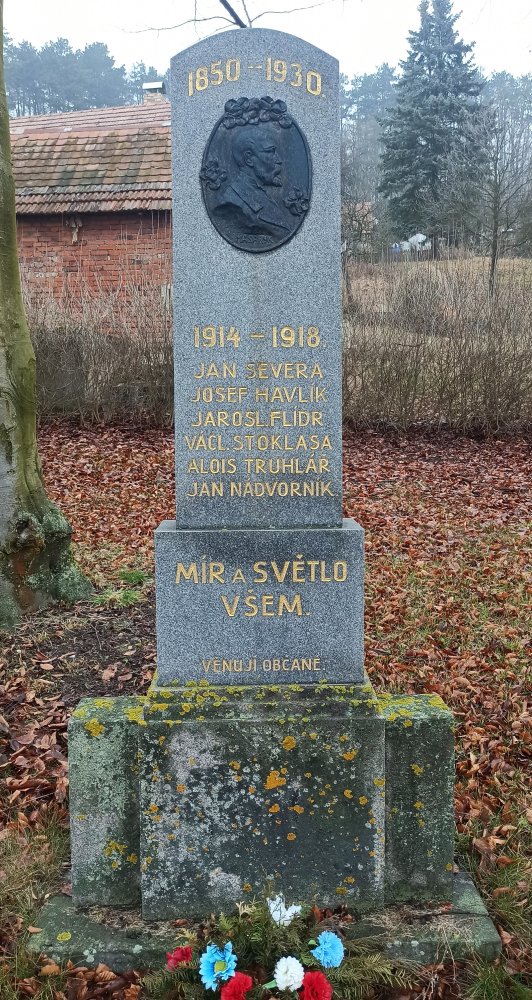 1850 – 1930.
1914 – 1918.
JAN SEVERA
JOSEF HAVLÍK
JAROSL. FLÍDR
VÁCL. STOKLASA
ALOIS TRUHLÁŘ
JAN NÁDVORNÍK.
MÍR A SVĚTLO
VŠEM.
VĚNUJÍ OBČANÉ.